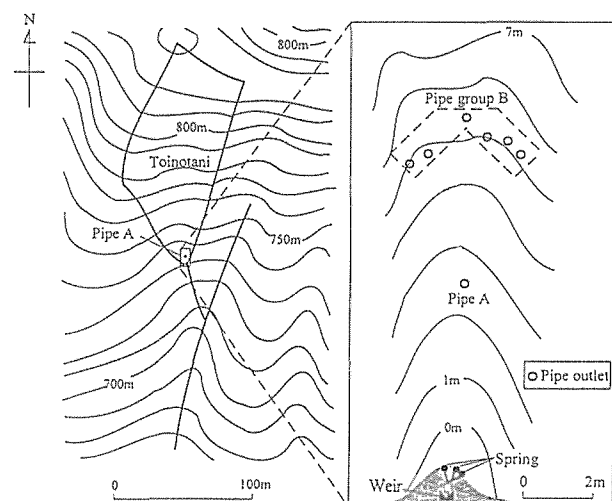 N
800m
800m
Toinotani
Pipe A
750m
700m
0
100m
7m
Pipe group B
Pipe A
Pipe outlet
1m
0m
Spring
Weir
0
2m